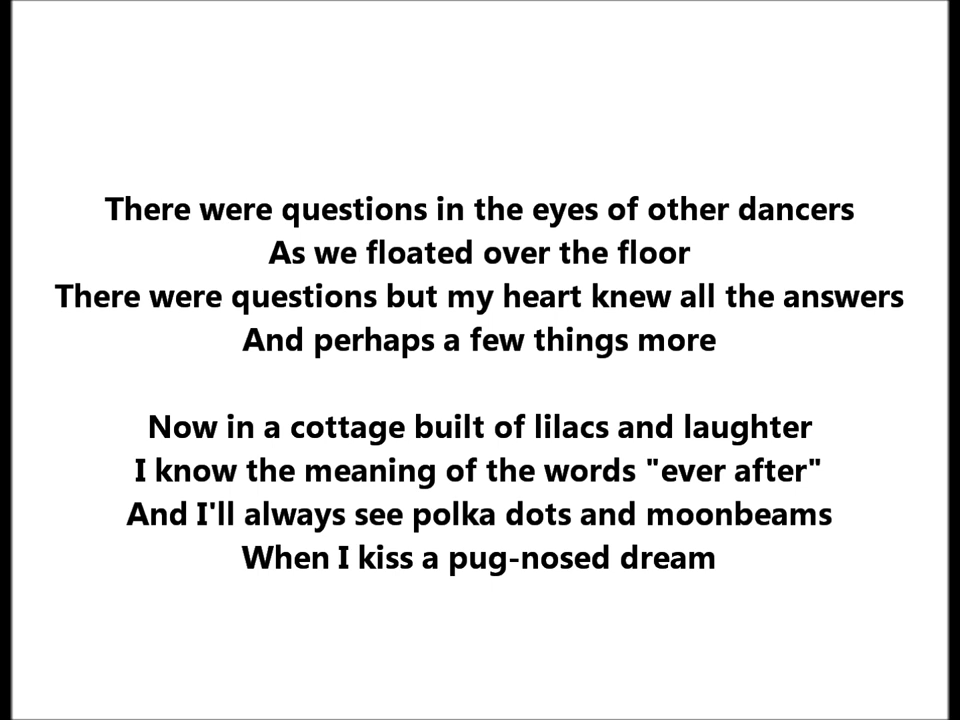 There were questions in the eyes of other dancers
As we floated over the floor
There were questions but my heart knew all the answers
And perhaps a few things more
Now in a cottage built of lilacs and laughter
I know the meaning of the words "ever after"
And I'll always see polka dots and moonbeams
When I kiss a pug-nosed dream